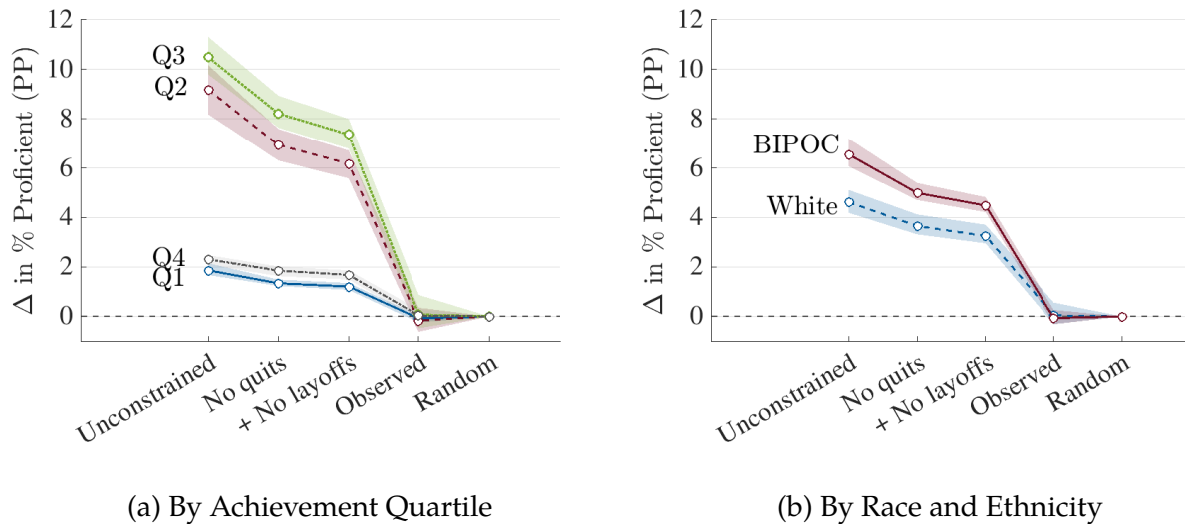 Δ in % Proficient (PP)
12
10
8
6
4
2
0
Q3
Q2
Q4
Q1
Unconstrained
No quits
+ No layoffs
Observed
Random
(a) By Achievement Quartile
Δ in % Proficient (PP)
12
10
8
6
4
2
0
BIPOC
White
Unconstrained
No quits
+ No layoffs
Observed
Random
(b) By Race and Ethnicity